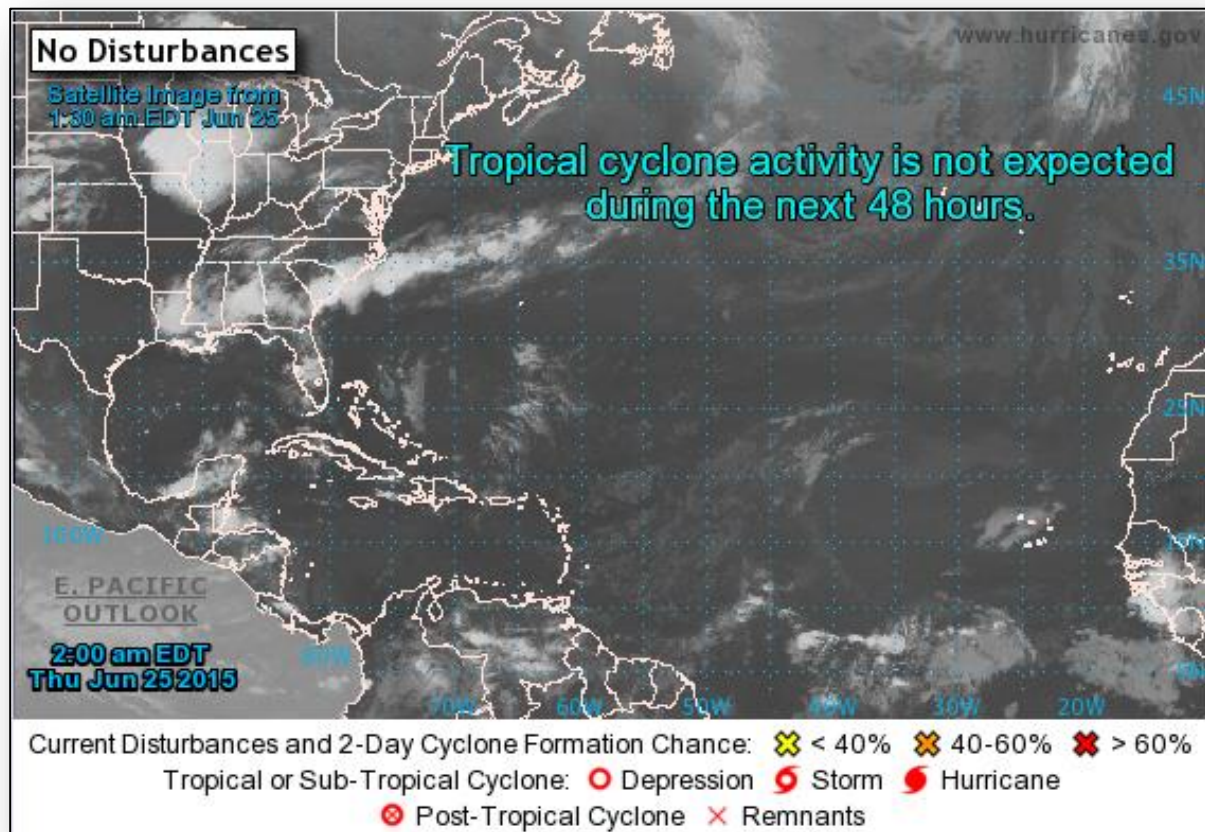 No Disturbances
www.hurricanes.gov
Satellite Image from
1:30 am EDT Jun 25
45N
Tropical cyclone activity is not expected
during the next 48 hours.
35N
25N
100W
15N
E. PACIFIC
OUTLOOK
2:00 am EDT
Thu Jun 25 2015
90W
5N
70W
60W
50W
40W
30W
20W
Current Disturbances and 2-Day Cyclone Formation Chance: < 40% 40-60% > 60%
Tropical or Sub-Tropical Cyclone: Depression Storm Hurricane
Post-Tropical Cyclone Remnants